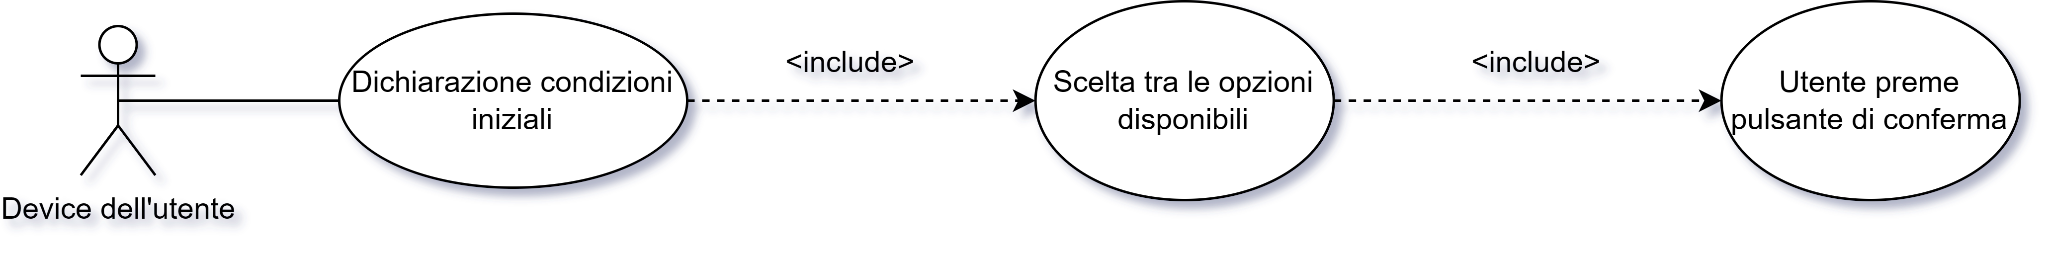 Device dell'utente
Dichiarazione condizioni
iniziali
<include>
Scelta tra le opzioni
disponibili
<include>
Utente preme
pulsante di conferma